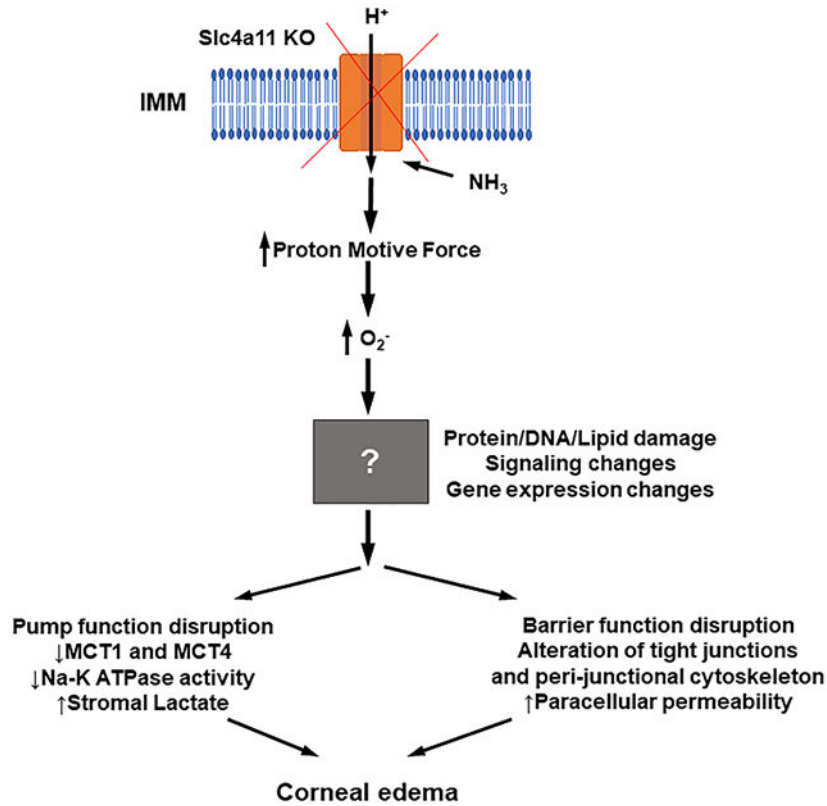 H⁺
Slc4a11 KO
IMM
NH₃
↑Proton Motive Force
↑ O₂⁻
?
Protein/DNA/Lipid damage
Signaling changes
Gene expression changes
Pump function disruption
↓MCT1 and MCT4
↓Na-K ATPase activity
↑Stromal Lactate
Barrier function disruption
Alteration of tight junctions
and peri-junctional cytoskeleton
↑Paracellular permeability
Corneal edema